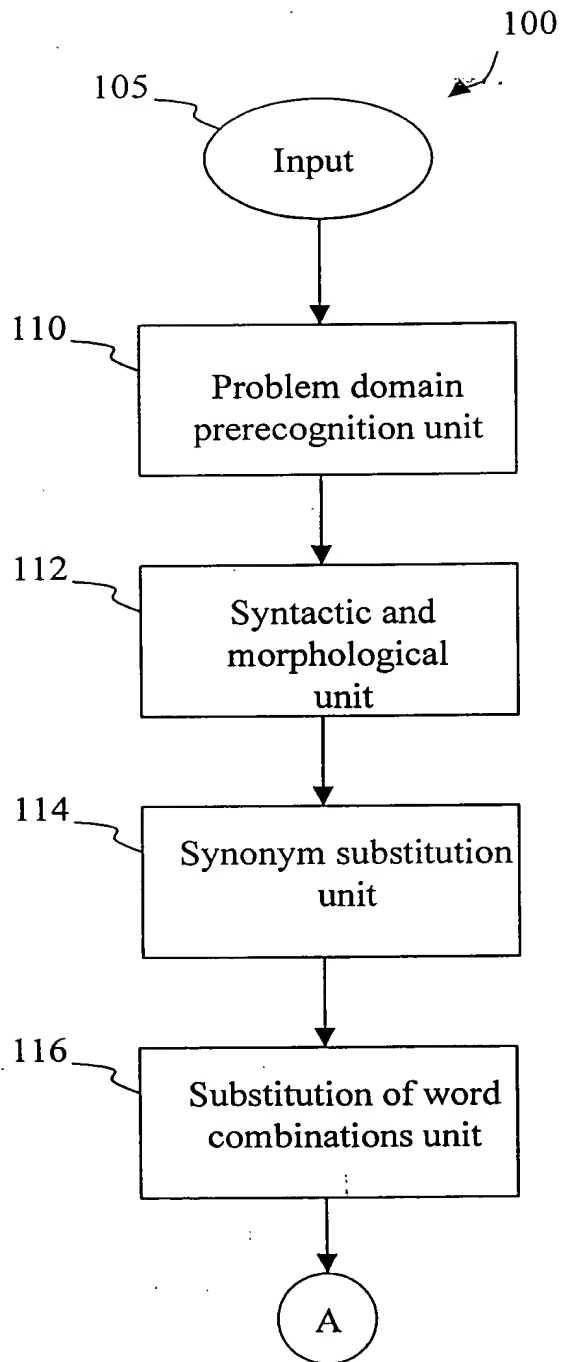 100
105
Input
110
Problem domain
prerecognition unit
112
Syntactic and
morphological
unit
114
Synonym substitution
unit
116
Substitution of word
combinations unit
A